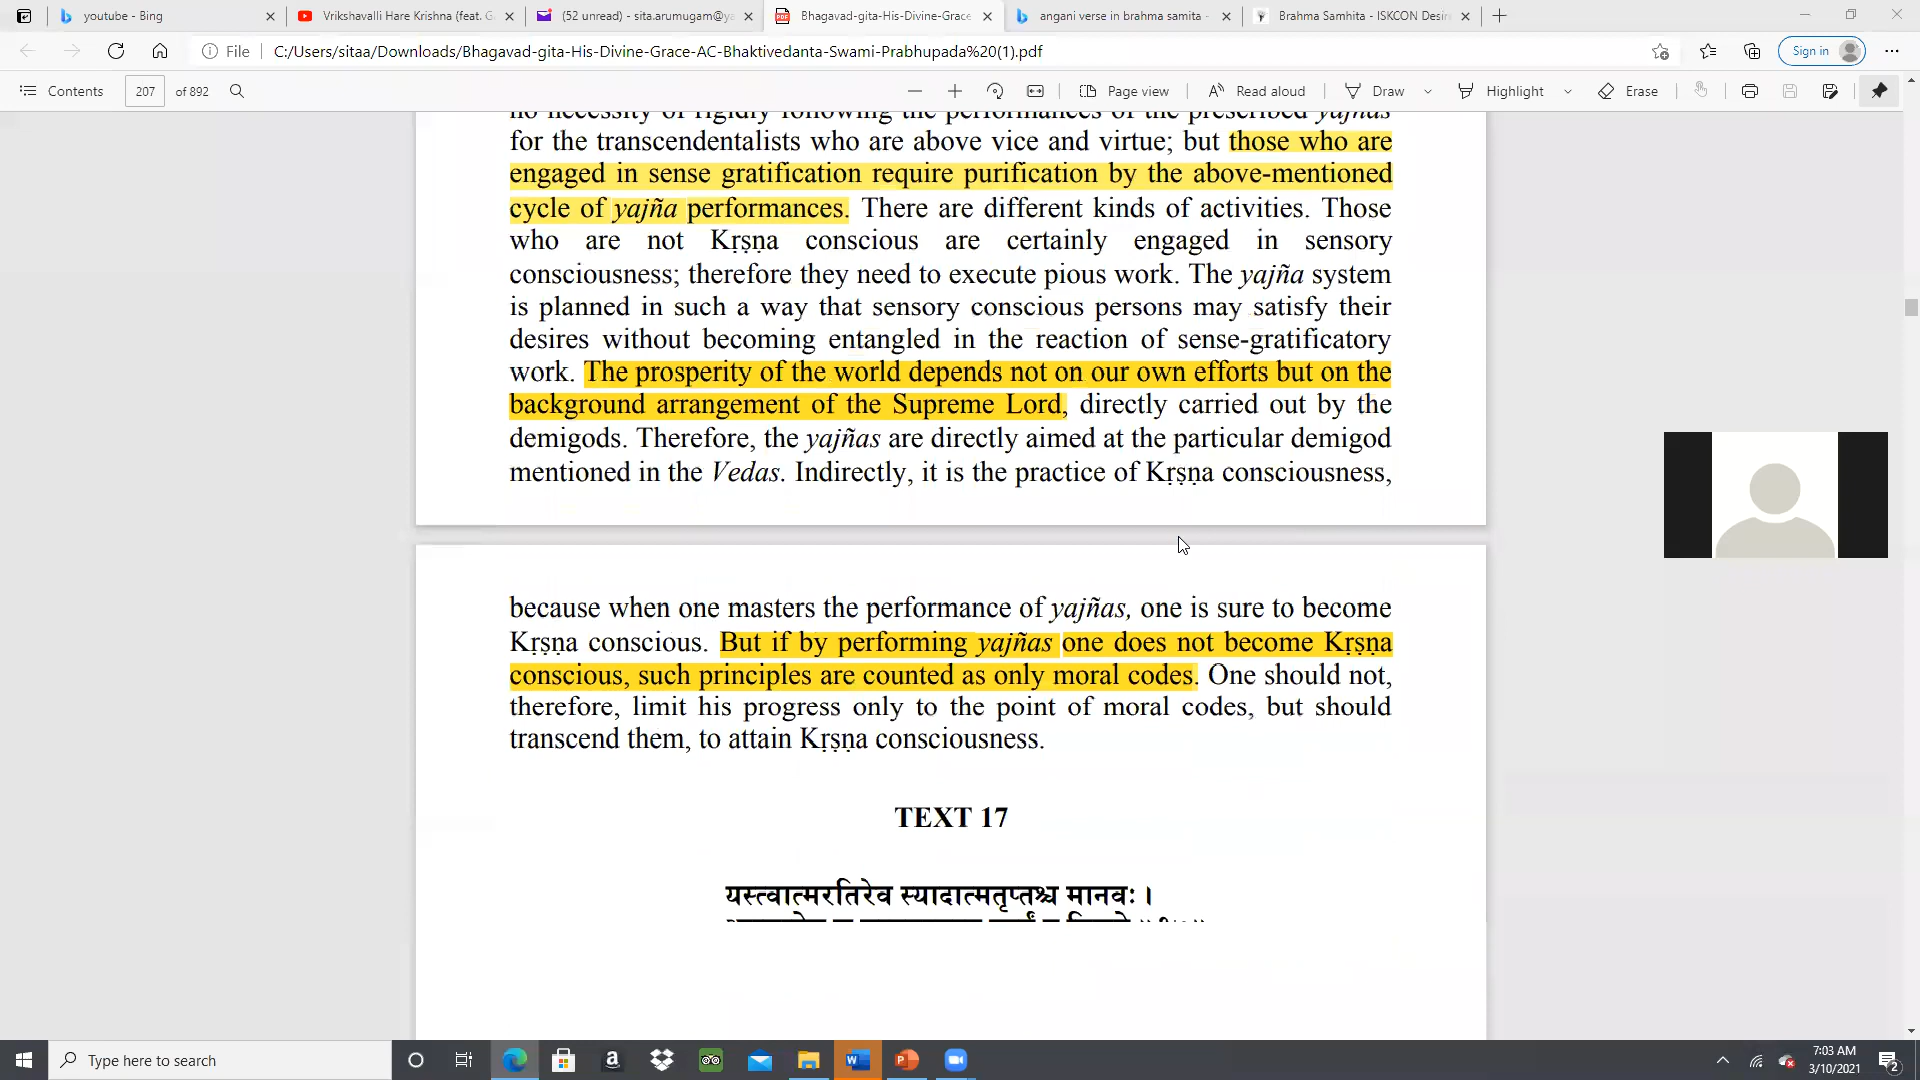 youtube - Bing
Vrikshavalli Hare Krishna (feat. G
(52 unread) - sita.arumugam@ya
Bhagavad-gita-His-Divine-Grace
angani verse in brahma samita -
Brahma Samhita - ISKCON Desir
File C:/Users/sitaa/Downloads/Bhagavad-gita-His-Divine-Grace-AC-Bhaktivedanta-Swami-Prabhupada%20(1).pdf
Sign in
Contents 207 of 892 Page view Read aloud Draw Highlight Erase
no necessity of rigidly following the performances of the prescribed yajñas
for the transcendentalists who are above vice and virtue; but those who are
engaged in sense gratification require purification by the above-mentioned
cycle of yajña performances. There are different kinds of activities. Those
who are not Kṛṣṇa conscious are certainly engaged in sensory
consciousness; therefore they need to execute pious work. The yajña system
is planned in such a way that sensory conscious persons may satisfy their
desires without becoming entangled in the reaction of sense-gratificatory
work. The prosperity of the world depends not on our own efforts but on the
background arrangement of the Supreme Lord, directly carried out by the
demigods. Therefore, the yajñas are directly aimed at the particular demigod
mentioned in the Vedas. Indirectly, it is the practice of Kṛṣṇa consciousness,
because when one masters the performance of yajñas, one is sure to become
Kṛṣṇa conscious. But if by performing yajñas one does not become Kṛṣṇa
conscious, such principles are counted as only moral codes. One should not,
therefore, limit his progress only to the point of moral codes, but should
transcend them, to attain Kṛṣṇa consciousness.
TEXT 17
यस्त्वात्मरतिरेव स्यादात्मतृप्तश्च मानवः ।
Type here to search
7:03 AM
3/10/2021
2